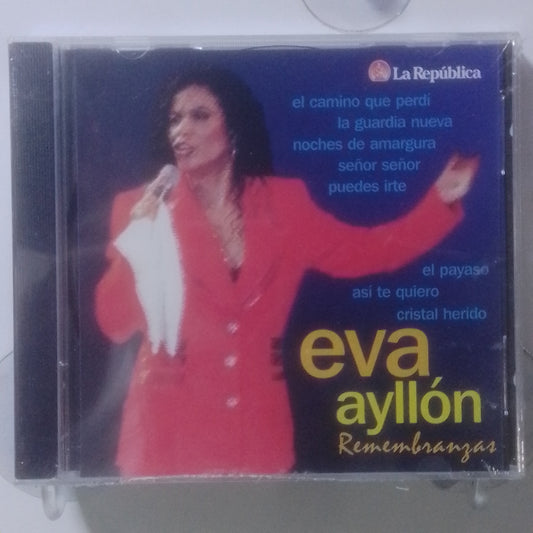 La República
el camino que perdí
la guardia nueva
noches de amargura
señor señor
puedes irte
el payaso
así te quiero
cristal herido
eva
ayllón
Remembranzas